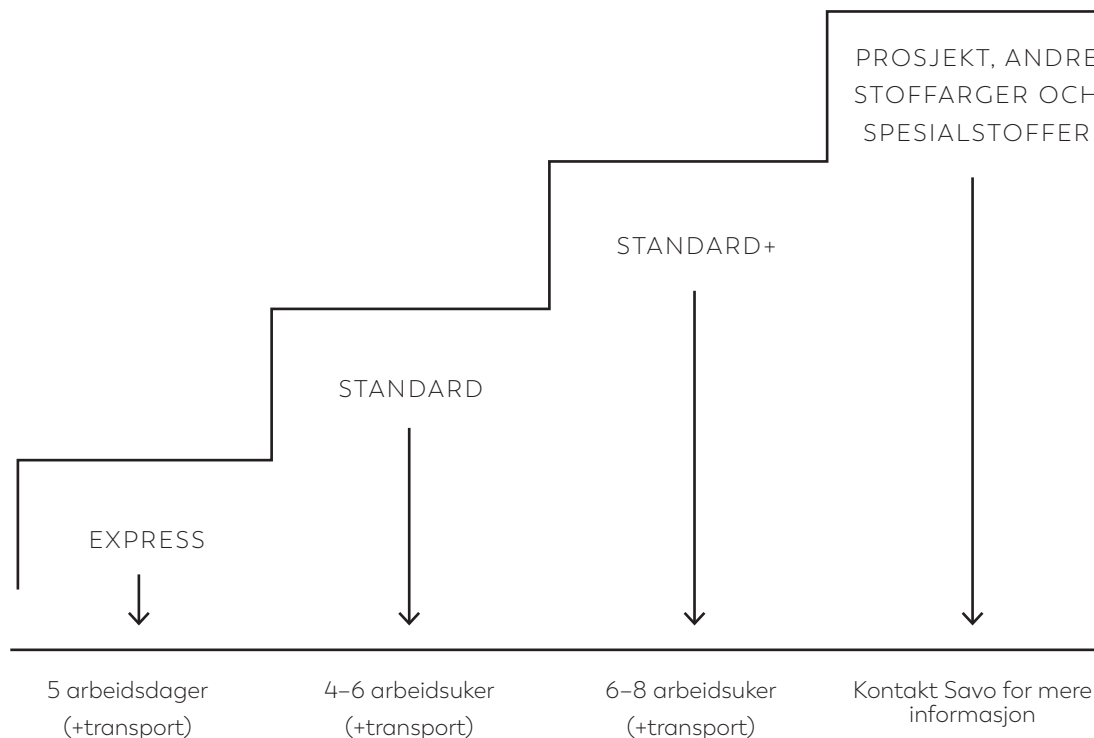 PROSJEKT, ANDRE
STOFFARGER OCH
SPESIALSTOFFER
STANDARD+
STANDARD
EXPRESS
5 arbeidsdager
(+transport)
4–6 arbeidsuker
(+transport)
6–8 arbeidsuker
(+transport)
Kontakt Savo for mere
informasjon